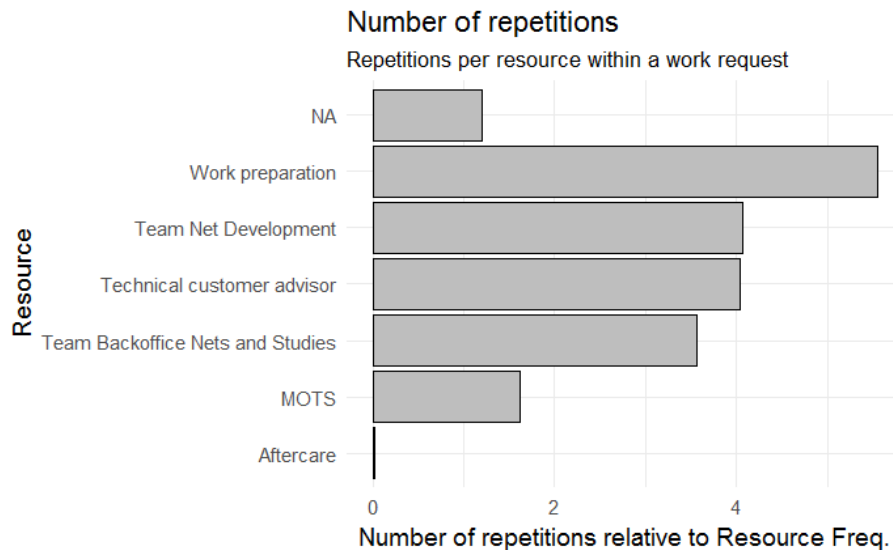 Number of repetitions
Repetitions per resource within a work request
NA
Work preparation
Team Net Development
Technical customer advisor
Team Backoffice Nets and Studies
MOTS
Aftercare
Resource
0 2 4
Number of repetitions relative to Resource Freq.